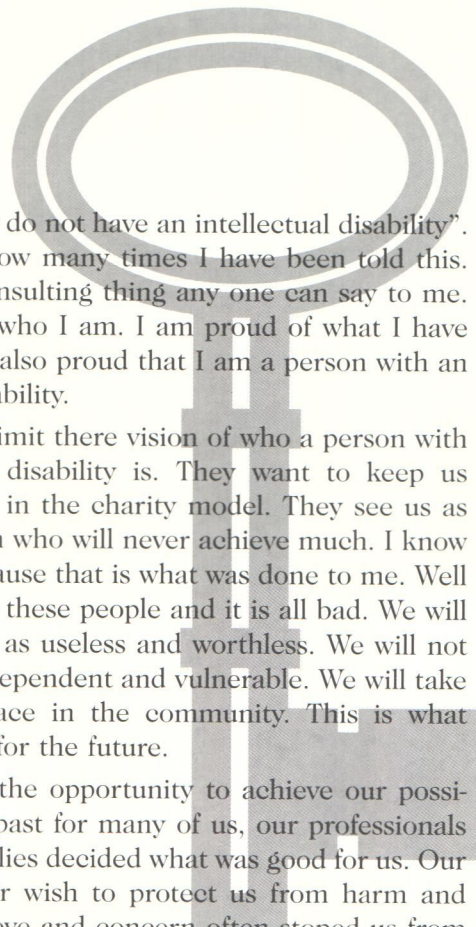 do not have an intellectual disability”.
ow many times I have been told this.
nsulting thing any one can say to me.
who I am. I am proud of what I have
also proud that I am a person with an
bility.
imit there vision of who a person with
disability is. They want to keep us
in the charity model. They see us as
n who will never achieve much. I know
ause that is what was done to me. Well
these people and it is all bad. We will
as useless and worthless. We will not
ependent and vulnerable. We will take
ace in the community. This is what
for the future.
the opportunity to achieve our possi-
past for many of us, our professionals
lies decided what was good for us. Our
r wish to protect us from harm and
ove and concern often stoped us from